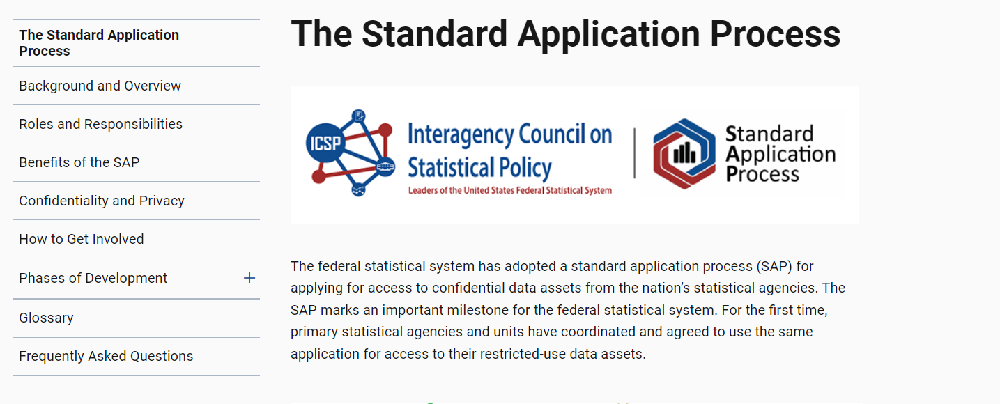 The Standard Application
Process
Background and Overview
Roles and Responsibilities
Benefits of the SAP
Confidentiality and Privacy
How to Get Involved
Phases of Development +
Glossary
Frequently Asked Questions
The Standard Application Process
ICSP
Interagency Council on
Statistical Policy
Leaders of the United States Federal Statistical System
Standard
Application
Process
The federal statistical system has adopted a standard application process (SAP) for
applying for access to confidential data assets from the nation’s statistical agencies. The
SAP marks an important milestone for the federal statistical system. For the first time,
primary statistical agencies and units have coordinated and agreed to use the same
application for access to their restricted-use data assets.